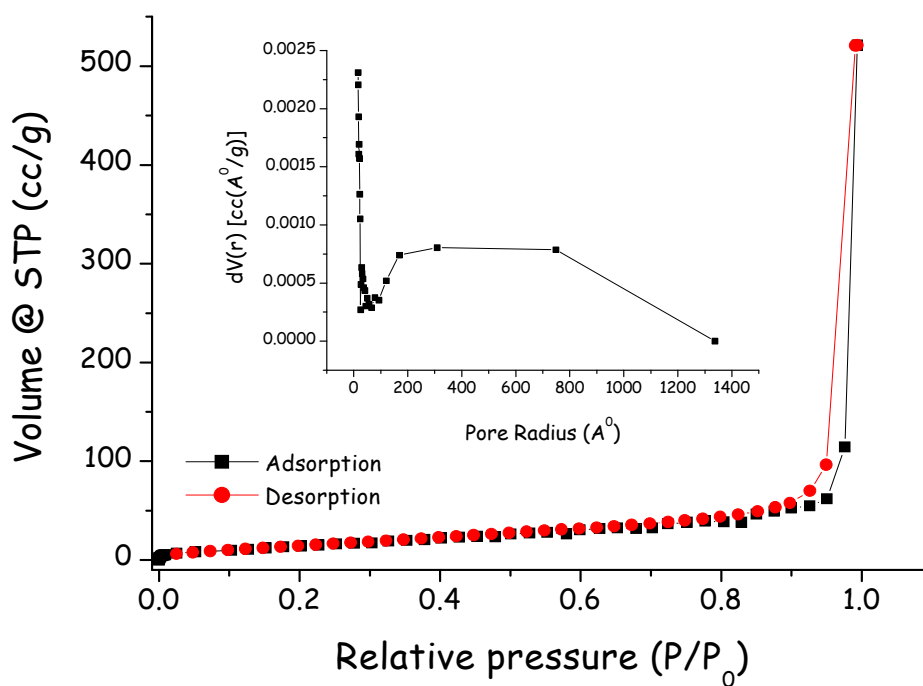 Volume @ STP (cc/g)
500
400
300
200
100
0
0.0 0.2 0.4 0.6 0.8 1.0
Relative pressure (P/P₀)
Adsorption
Desorption
dV(r) [cc(A⁰/g)]
0.0025
0.0020
0.0015
0.0010
0.0005
0.0000
0 200 400 600 800 1000 1200 1400
Pore Radius (A⁰)